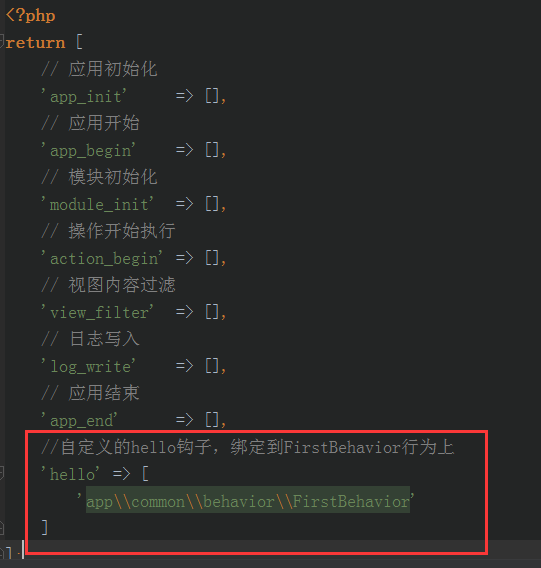 <?php
return [
    // 应用初始化
    'app_init'     => [],
    // 应用开始
    'app_begin'    => [],
    // 模块初始化
    'module_init'  => [],
    // 操作开始执行
    'action_begin' => [],
    // 视图内容过滤
    'view_filter'  => [],
    // 日志写入
    'log_write'    => [],
    // 应用结束
    'app_end'      => [],
    //自定义的hello钩子，绑定到FirstBehavior行为上
    'hello' => [
        'app\\common\\behavior\\FirstBehavior'
    ]
];